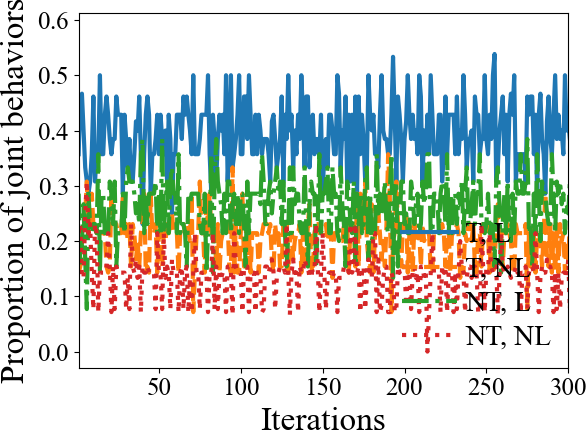 Proportion of joint behaviors
0.6
0.5
0.4
0.3
0.2
0.1
0.0
T, L
T, NL
NT, L
NT, NL
50 100 150 200 250 300
Iterations